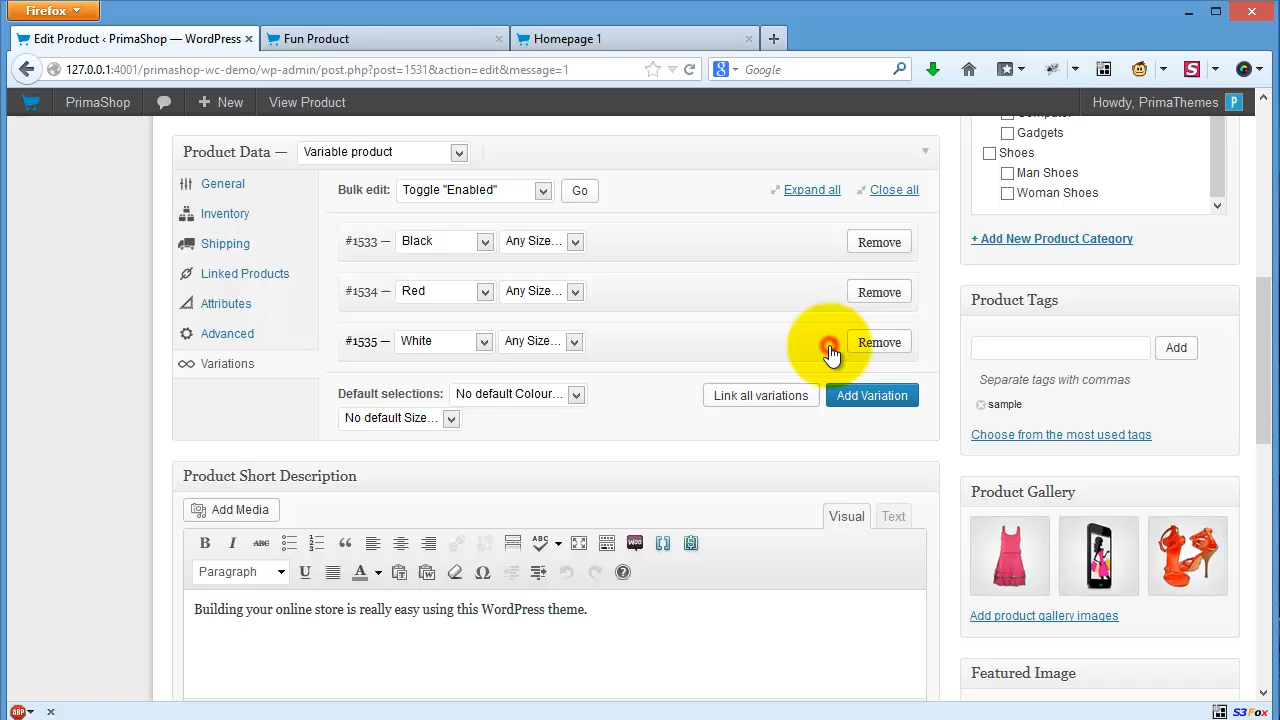 Firefox
Edit Product ‹ PrimaShop — WordPress
Fun Product
Homepage 1
127.0.0.1:4001/primashop-wc-demo/wp-admin/post.php?post=1531&action=edit&message=1
Google
PrimaShop
New
View Product
Howdy, PrimaThemes
Product Data —
Variable product
General
Inventory
Shipping
Linked Products
Attributes
Advanced
Variations
Bulk edit:
Toggle "Enabled"
Go
Expand all
Close all
#1533 —
Black
Any Size...
Remove
#1534 —
Red
Any Size...
Remove
#1535 —
White
Any Size...
Remove
Default selections:
No default Colour...
No default Size...
Link all variations
Add Variation
Product Short Description
Add Media
Visual
Text
B I ABC
ABC
Paragraph
U A
Building your online store is really easy using this WordPress theme.
Gadgets
Shoes
Man Shoes
Woman Shoes
+ Add New Product Category
Product Tags
Add
Separate tags with commas
sample
Choose from the most used tags
Product Gallery
Add product gallery images
Featured Image
ABP
S3Fox